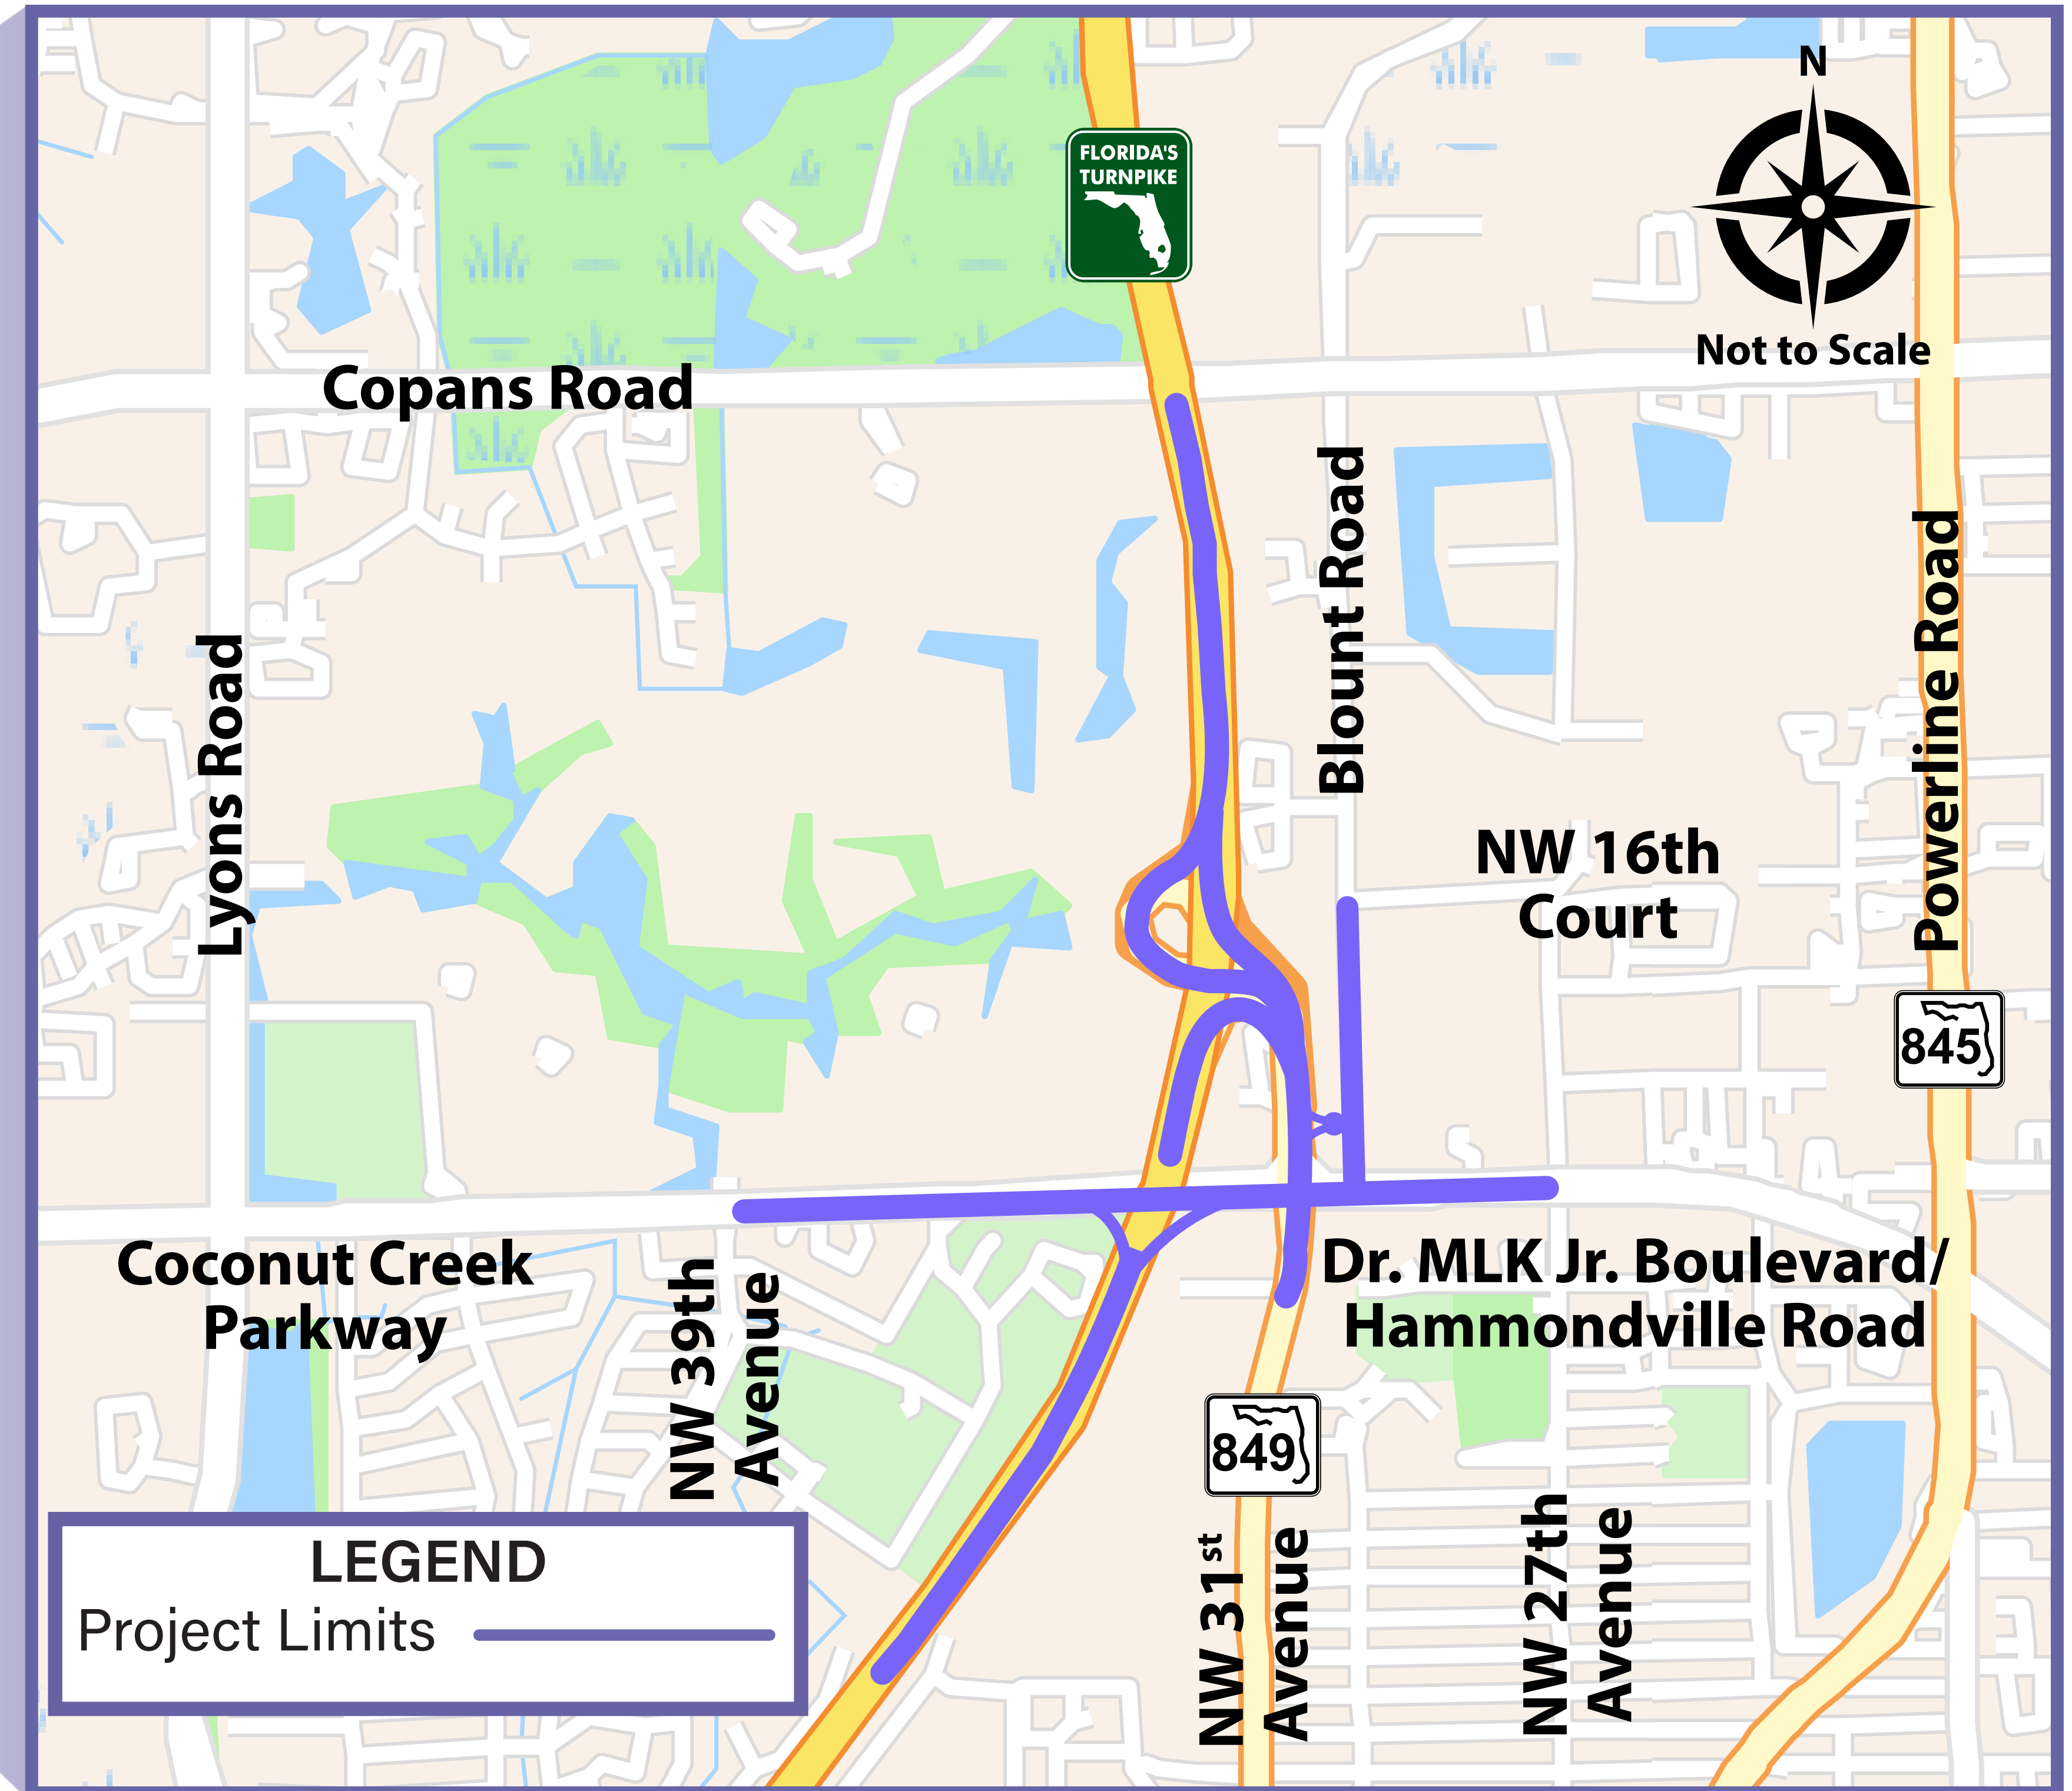 N
FLORIDA'S
TURNPIKE
Not to Scale
Copans Road
Blount Road
Powerline Road
Lyons Road
NW 16th
Court
845
Coconut Creek
Parkway
NW 39th
Avenue
Dr. MLK Jr. Boulevard/
Hammondville Road
849
NW 31st
Avenue
NW 27th
Avenue
LEGEND
Project Limits